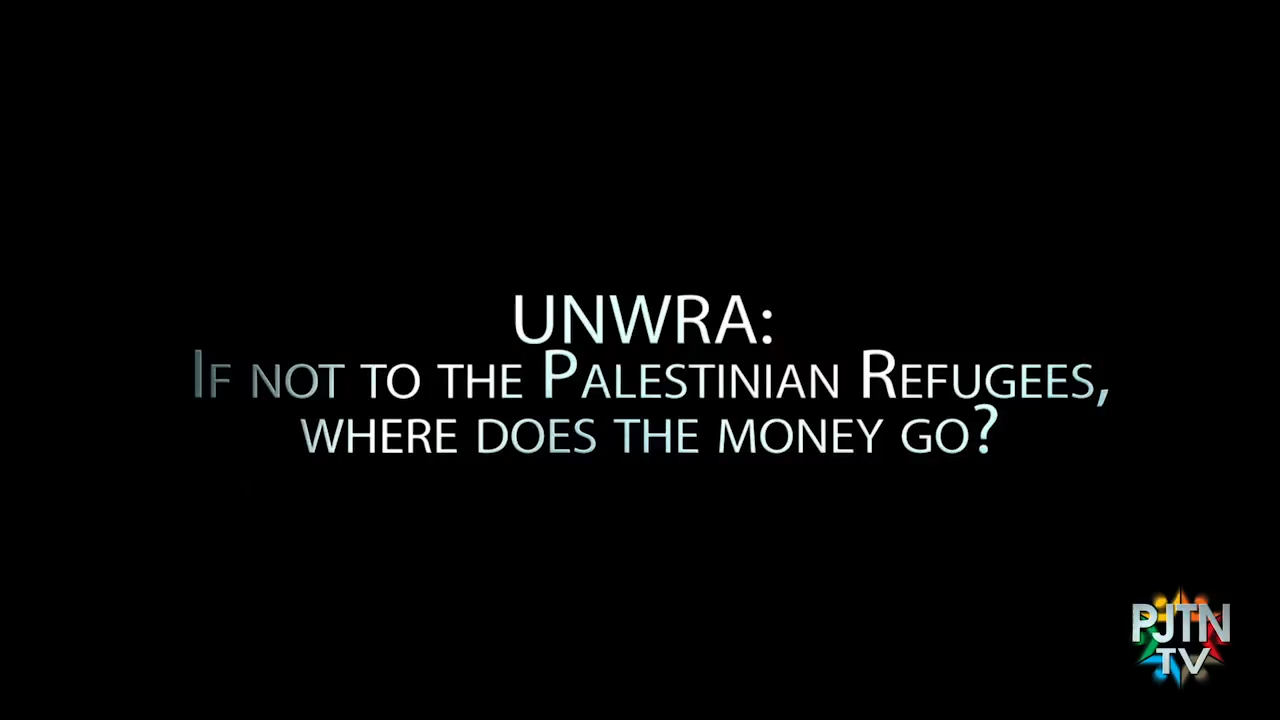 UNWRA:
If not to the Palestinian Refugees,
where does the money go?
PJTN
TV